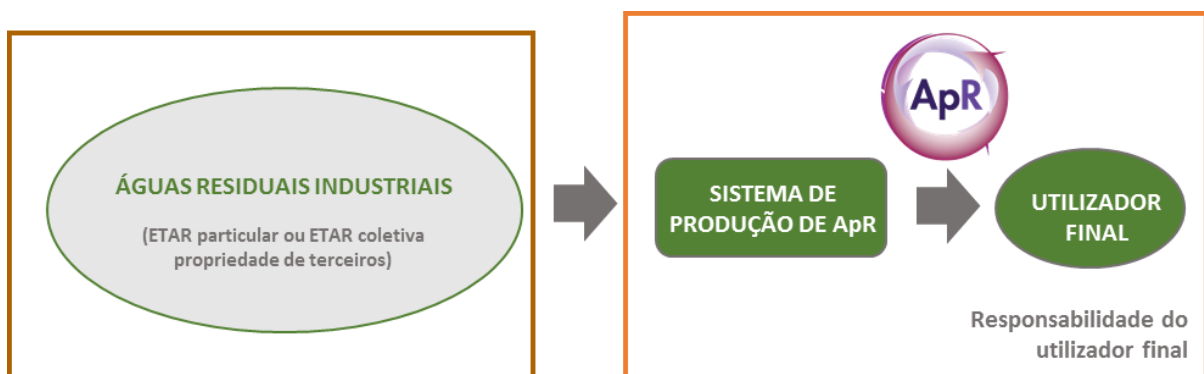 ÁGUAS RESIDUAIS INDUSTRIAIS
(ETAR particular ou ETAR coletiva
propriedade de terceiros)
ApR
SISTEMA DE
PRODUÇÃO DE ApR
UTILIZADOR
FINAL
Responsabilidade do
utilizador final